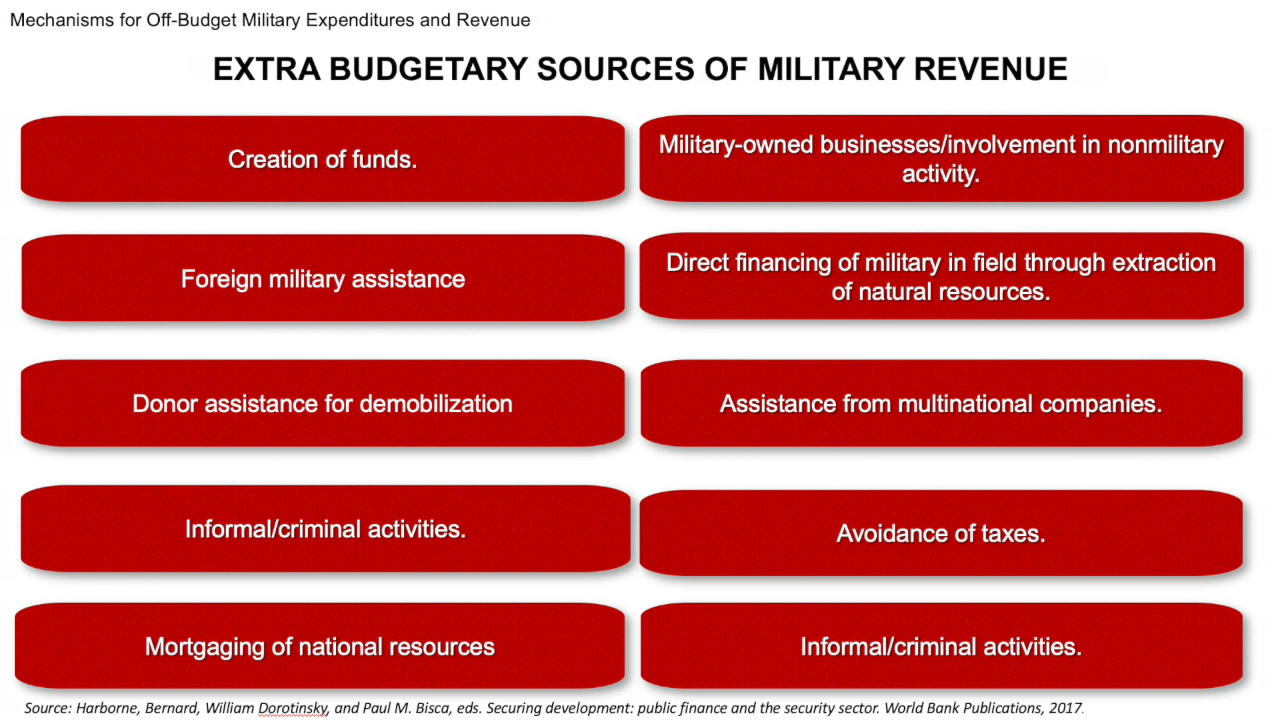 Mechanisms for Off-Budget Military Expenditures and Revenue
EXTRA BUDGETARY SOURCES OF MILITARY REVENUE
Creation of funds.
Military-owned businesses/involvement in nonmilitary
activity.
Foreign military assistance
Direct financing of military in field through extraction
of natural resources.
Donor assistance for demobilization
Assistance from multinational companies.
Informal/criminal activities.
Avoidance of taxes.
Mortgaging of national resources
Informal/criminal activities.
Source: Harborne, Bernard, William Dorotinsky, and Paul M. Bisca, eds. Securing development: public finance and the security sector. World Bank Publications, 2017.